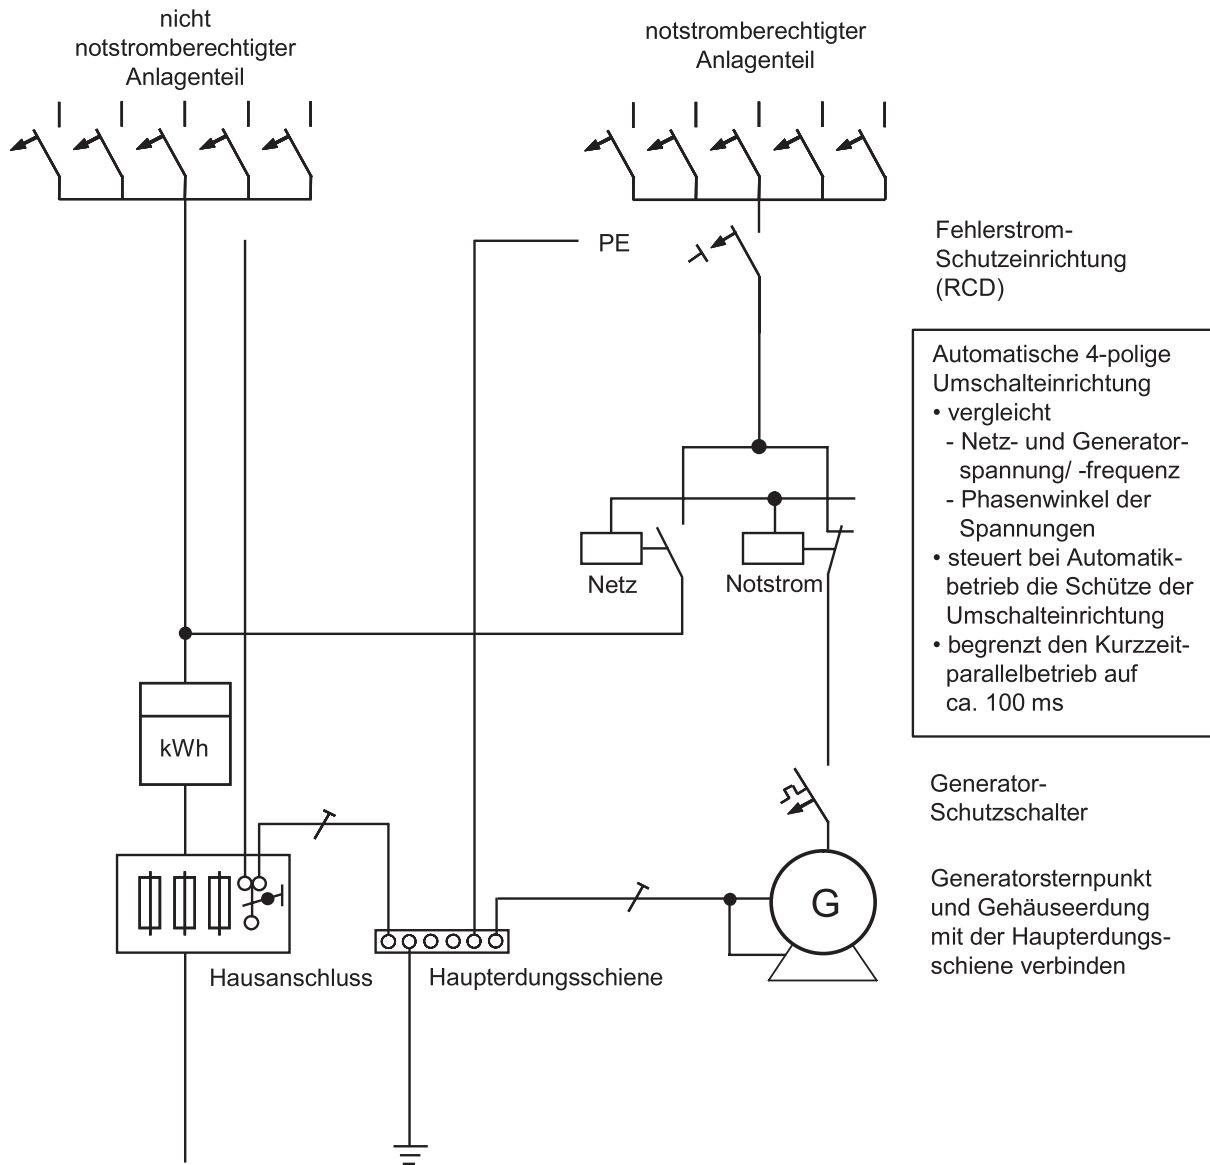 nicht
notstromberechtigter
Anlagenteil
notstromberechtigter
Anlagenteil
PE
Fehlerstrom-
Schutzeinrichtung
(RCD)
Automatische 4-polige
Umschalteinrichtung
• vergleicht
- Netz- und Generator-
spannung/ -frequenz
- Phasenwinkel der
Spannungen
• steuert bei Automatik-
betrieb die Schütze der
Umschalteinrichtung
• begrenzt den Kurzzeit-
parallelbetrieb auf
ca. 100 ms
Netz
Notstrom
kWh
Generator-
Schutzschalter
G
Generatorsternpunkt
und Gehäuseerdung
mit der Haupterdungs-
schiene verbinden
Hausanschluss
Haupterdungsschiene